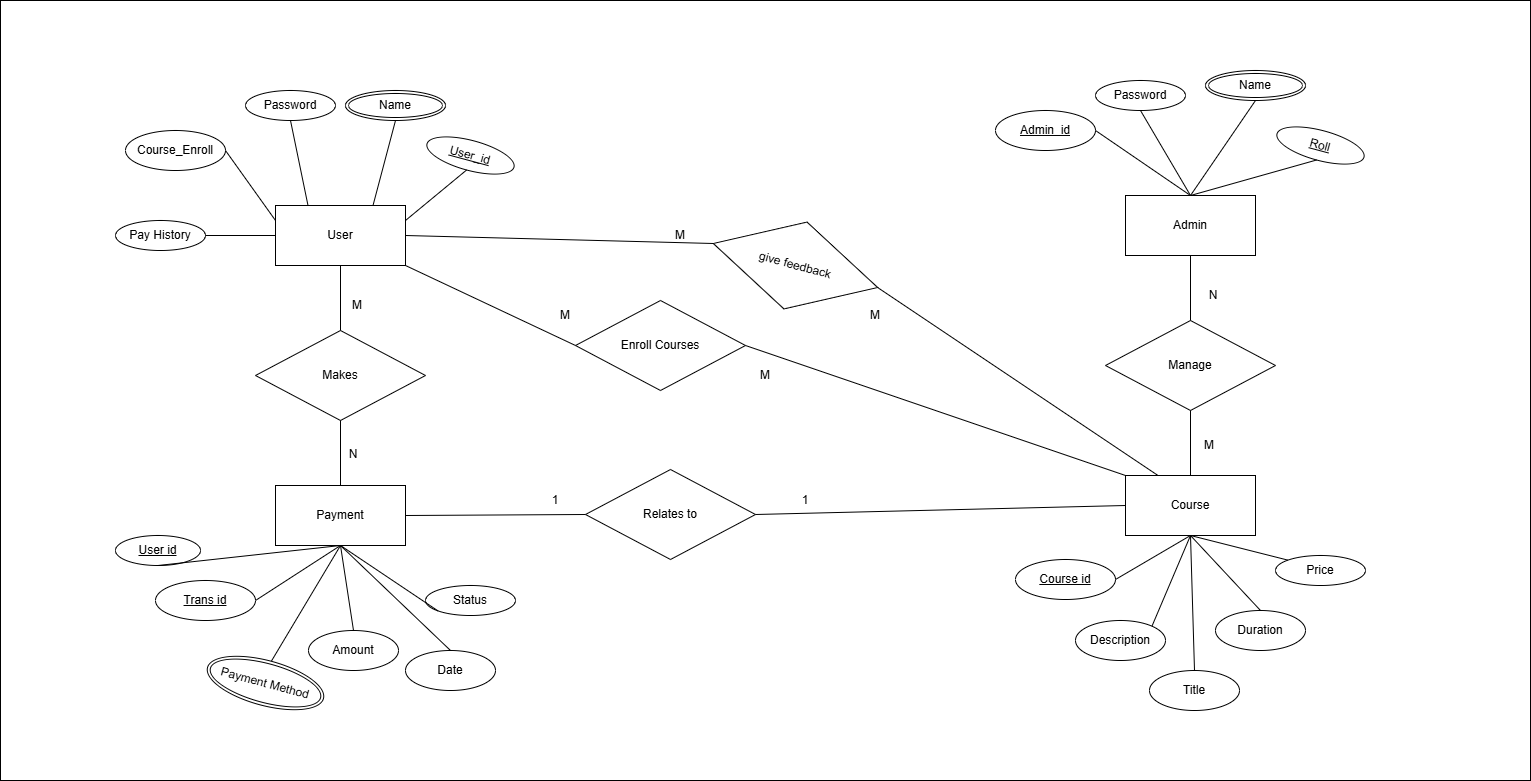 Name
Password
Password
Name
Admin_id
Roll
Course_Enroll
User_id
Pay History
User
M
Admin
give feedback
N
M
M
M
Enroll Courses
Manage
Makes
M
M
N
1
1
Payment
Relates to
Course
User id
Course id
Price
Trans id
Status
Description
Duration
Amount
Date
Payment Method
Title